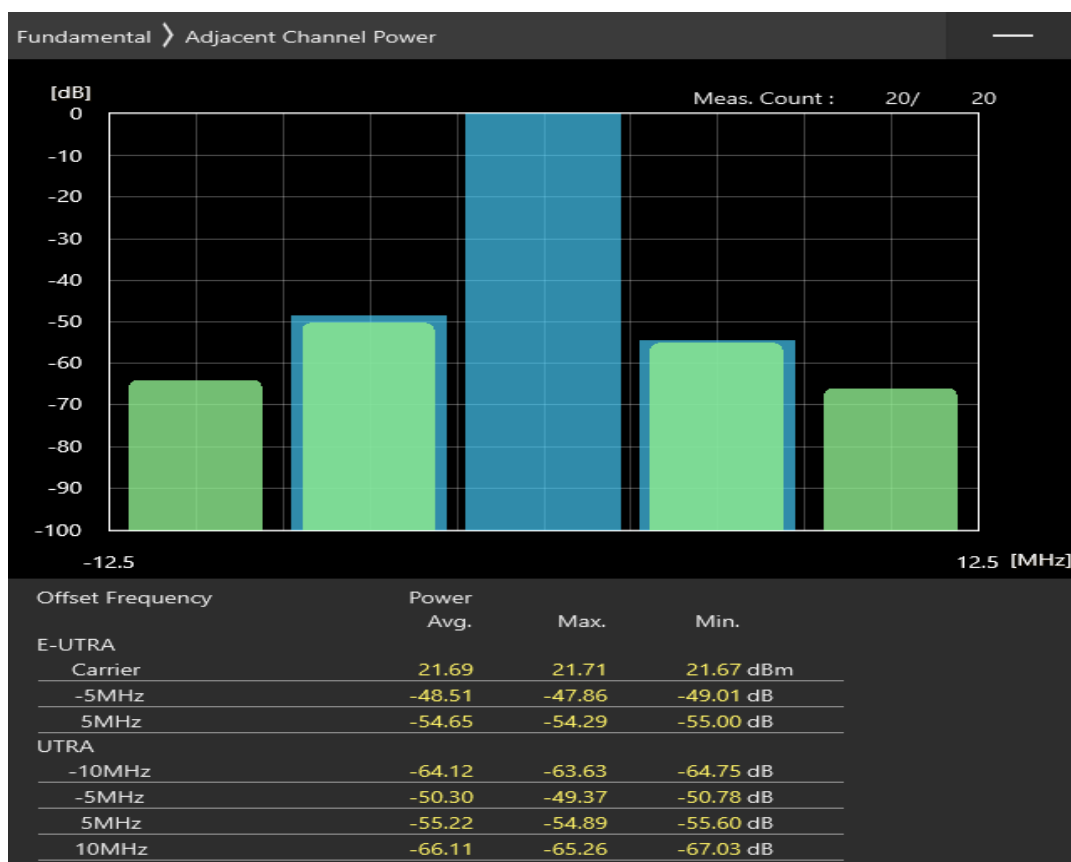 Fundamental 〉 Adjacent Channel Power
[dB]
Meas. Count : 20/ 20
0
-10
-20
-30
-40
-50
-60
-70
-80
-90
-100
-12.5 12.5 [MHz]
Offset Frequency Power
Avg. Max. Min.
E-UTRA
Carrier 21.69 21.71 21.67 dBm
-5MHz -48.51 -47.86 -49.01 dB
5MHz -54.65 -54.29 -55.00 dB
UTRA
-10MHz -64.12 -63.63 -64.75 dB
-5MHz -50.30 -49.37 -50.78 dB
5MHz -55.22 -54.89 -55.60 dB
10MHz -66.11 -65.26 -67.03 dB